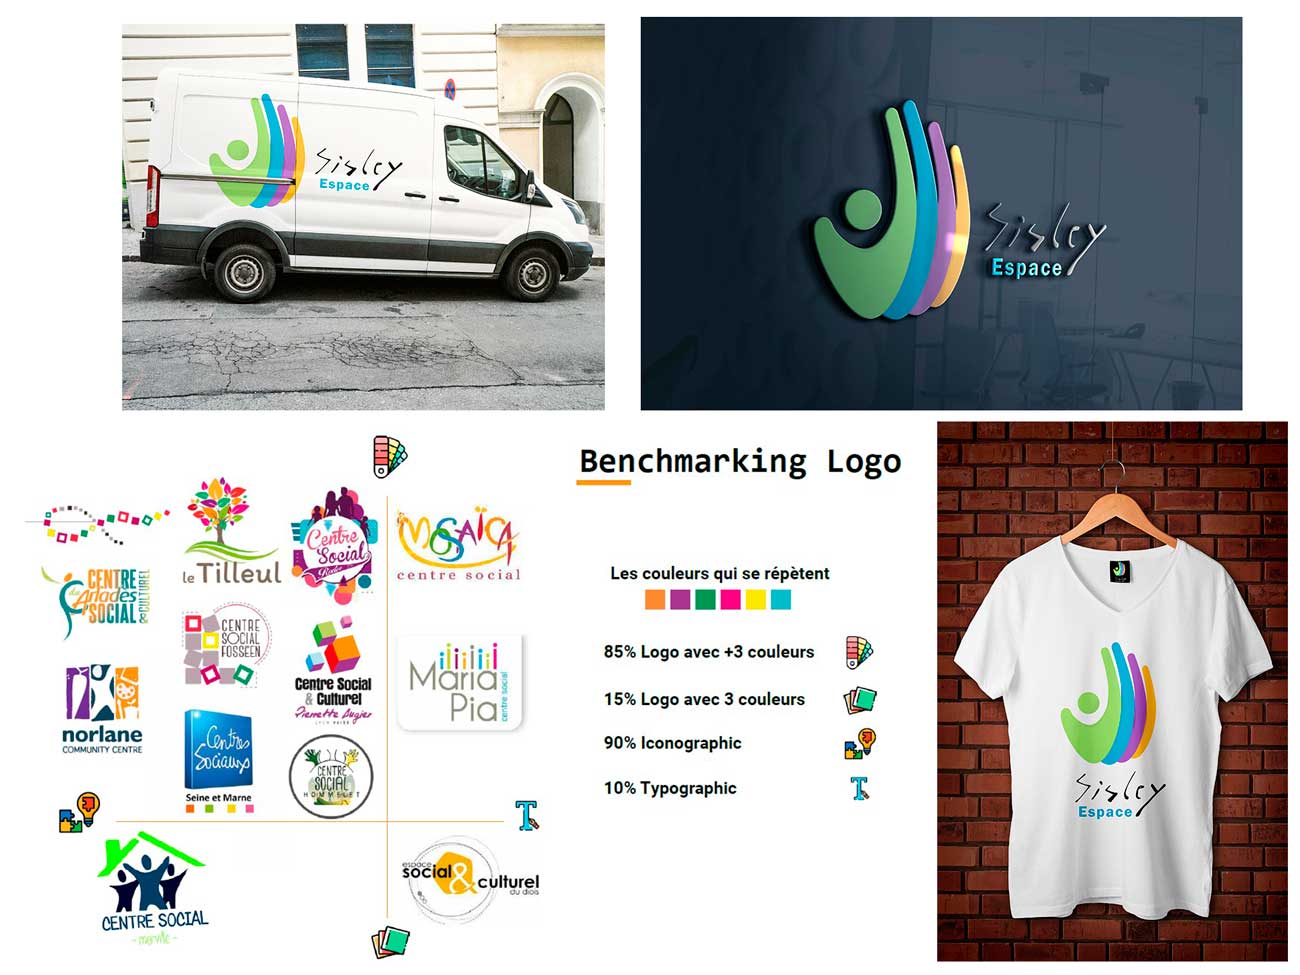 Sisley
Espace
Sisley
Espace
Benchmarking Logo
le Tilleul
Centre
Social
MOSAÏCA
centre social
CENTRE
du
Arladès
SOCIAL
& CULTUREL
CENTRE
SOCIAL
FOSSEEN
Centre Social
& Culturel
Pierrette Augier
Maria
Pia
centre social
norlane
COMMUNITY CENTRE
Centres
Sociaux
Seine et Marne
CENTRE
SOCIAL
HOMMELET
Les couleurs qui se répètent
85% Logo avec +3 couleurs
15% Logo avec 3 couleurs
90% Iconographic
10% Typographic
T
CENTRE SOCIAL
espace
social & culturel
du diois
Sisley
Espace